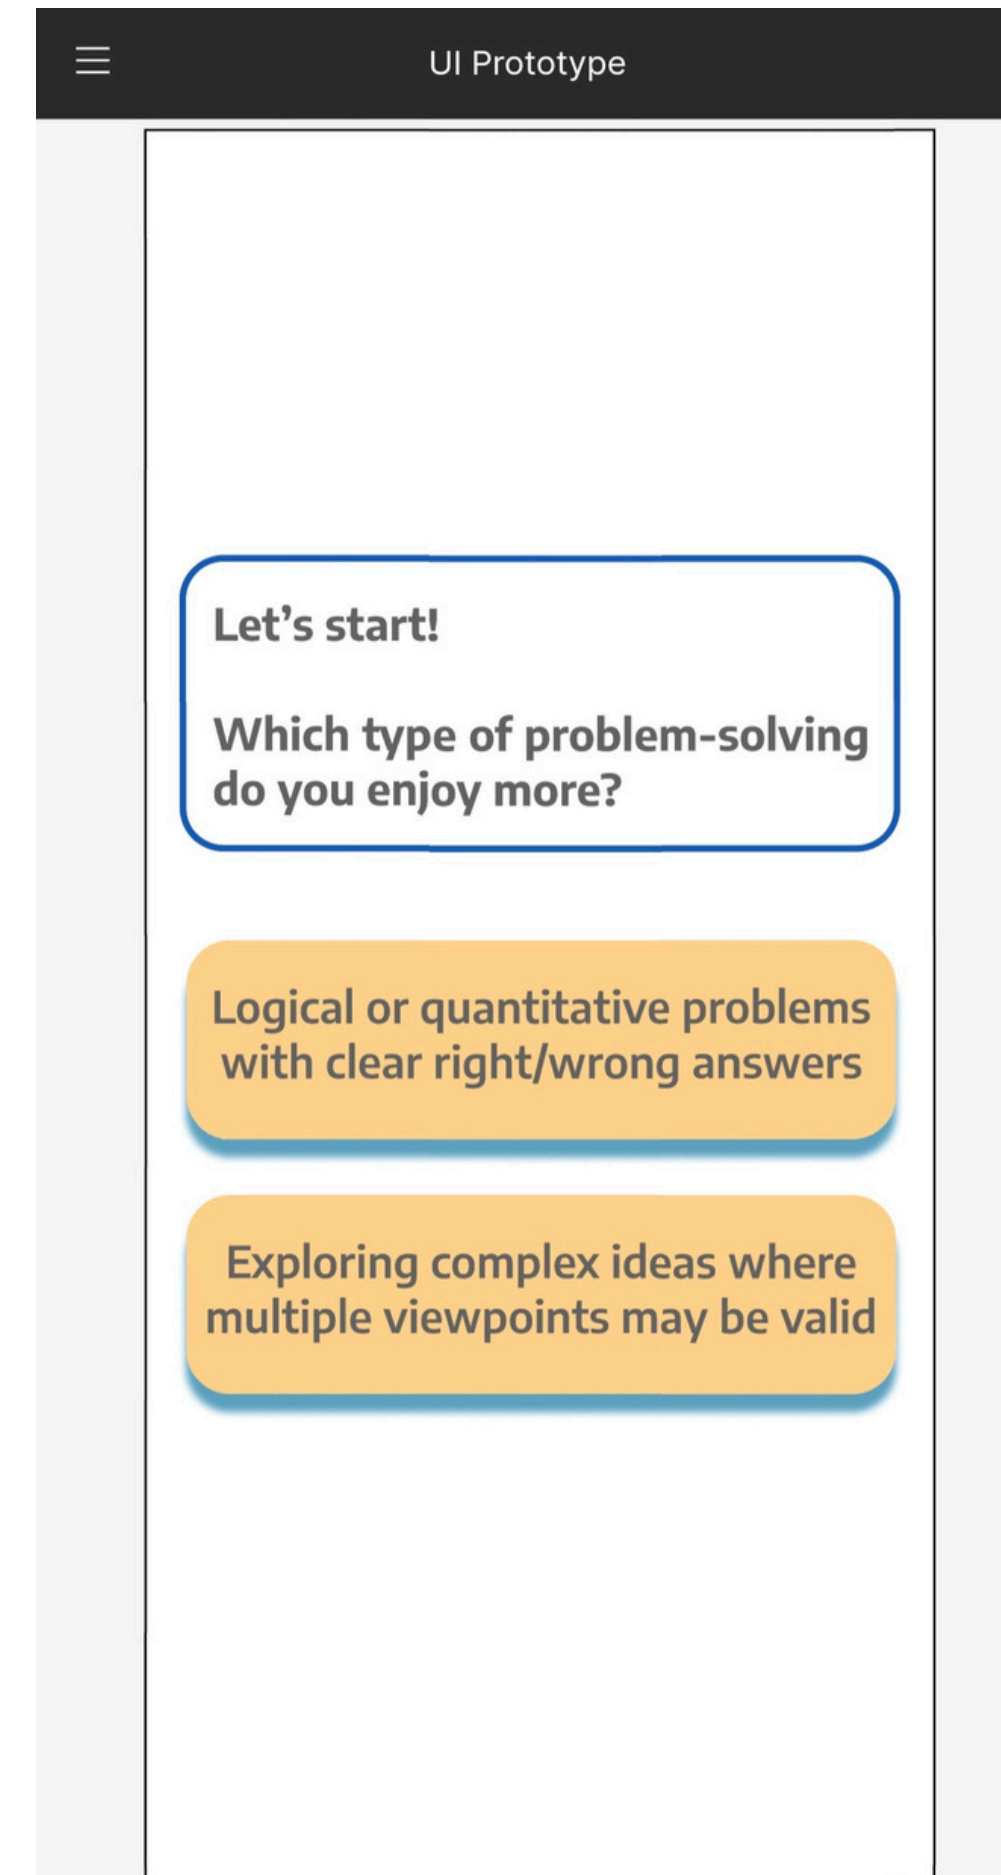 UI Prototype
Let’s start!
Which type of problem-solving
do you enjoy more?
Logical or quantitative problems
with clear right/wrong answers
Exploring complex ideas where
multiple viewpoints may be valid